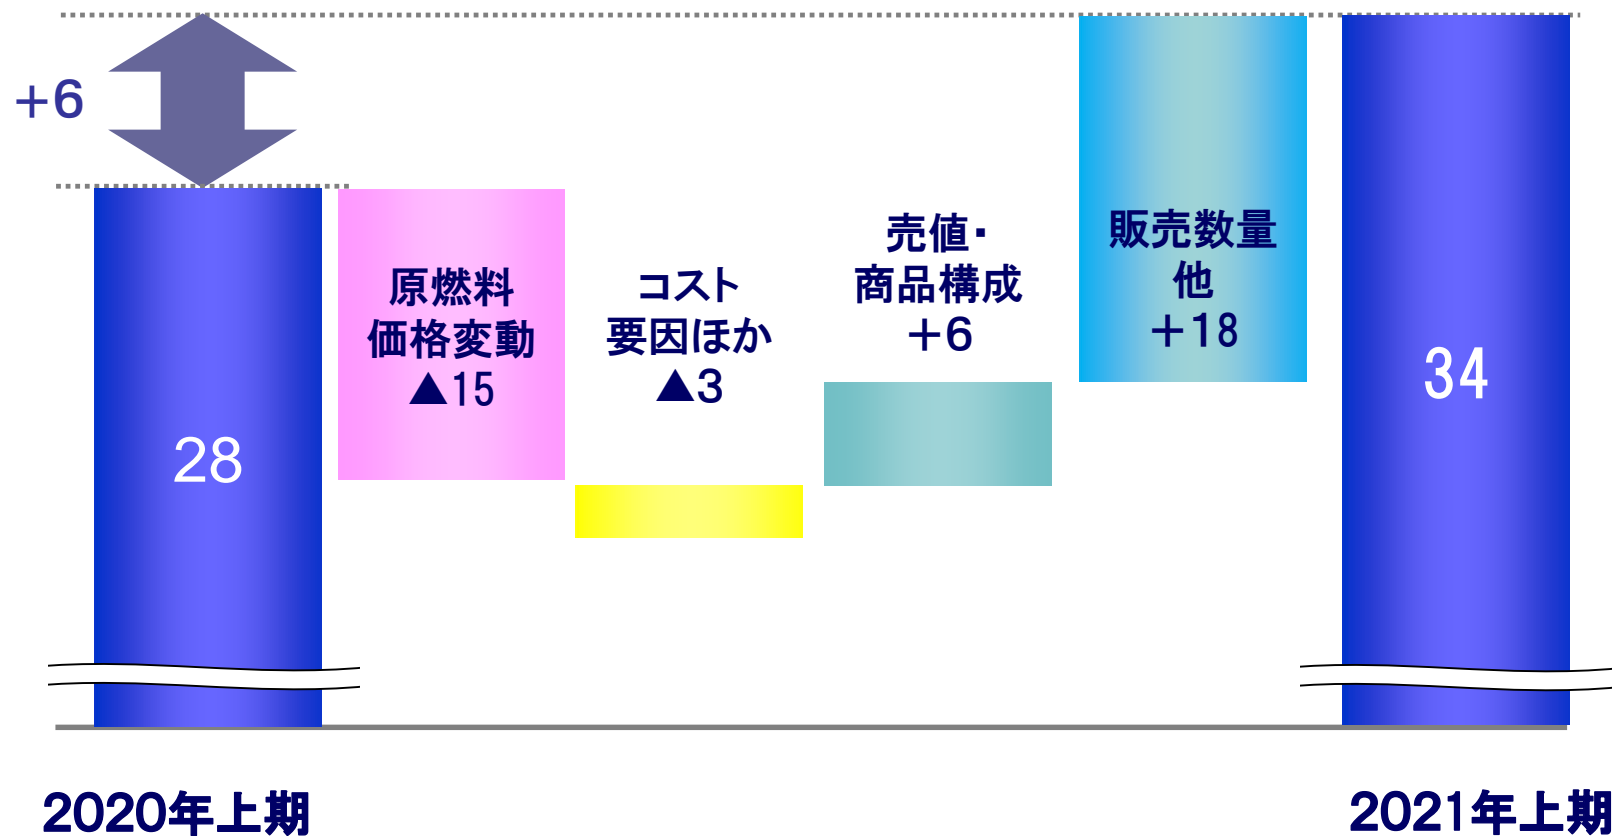 +6
28
原燃料
価格変動
▲15
コスト
要因ほか
▲3
売値・
商品構成
+6
販売数量
他
+18
34
2020年上期
2021年上期